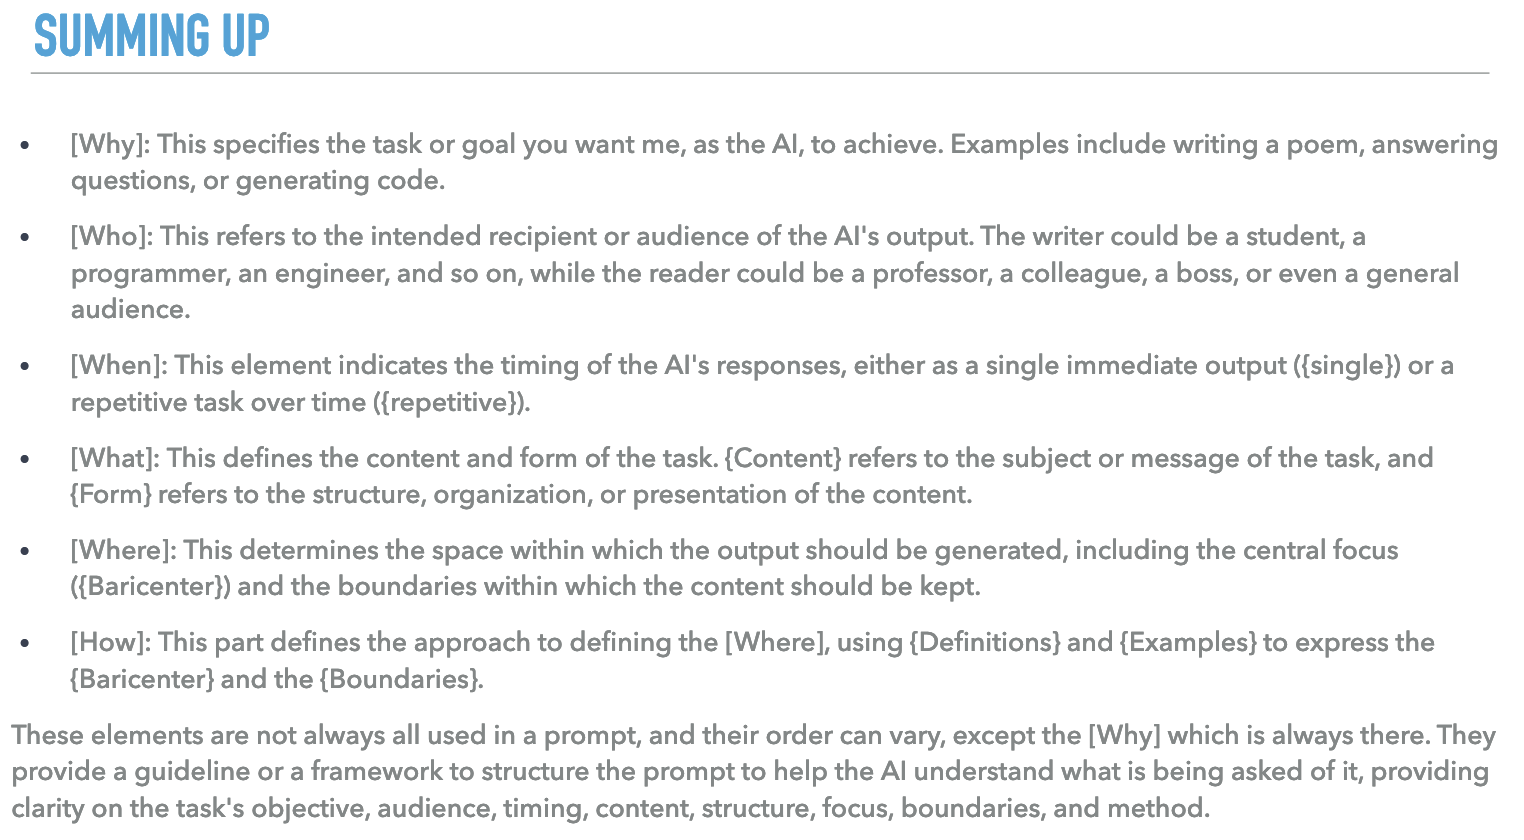 SUMMING UP
• [Why]: This specifies the task or goal you want me, as the AI, to achieve. Examples include writing a poem, answering
questions, or generating code.
• [Who]: This refers to the intended recipient or audience of the AI's output. The writer could be a student, a
programmer, an engineer, and so on, while the reader could be a professor, a colleague, a boss, or even a general
audience.
• [When]: This element indicates the timing of the AI's responses, either as a single immediate output ({single}) or a
repetitive task over time ({repetitive}).
• [What]: This defines the content and form of the task. {Content} refers to the subject or message of the task, and
{Form} refers to the structure, organization, or presentation of the content.
• [Where]: This determines the space within which the output should be generated, including the central focus
({Baricenter}) and the boundaries within which the content should be kept.
• [How]: This part defines the approach to defining the [Where], using {Definitions} and {Examples} to express the
{Baricenter} and the {Boundaries}.
These elements are not always all used in a prompt, and their order can vary, except the [Why] which is always there. They
provide a guideline or a framework to structure the prompt to help the AI understand what is being asked of it, providing
clarity on the task's objective, audience, timing, content, structure, focus, boundaries, and method.